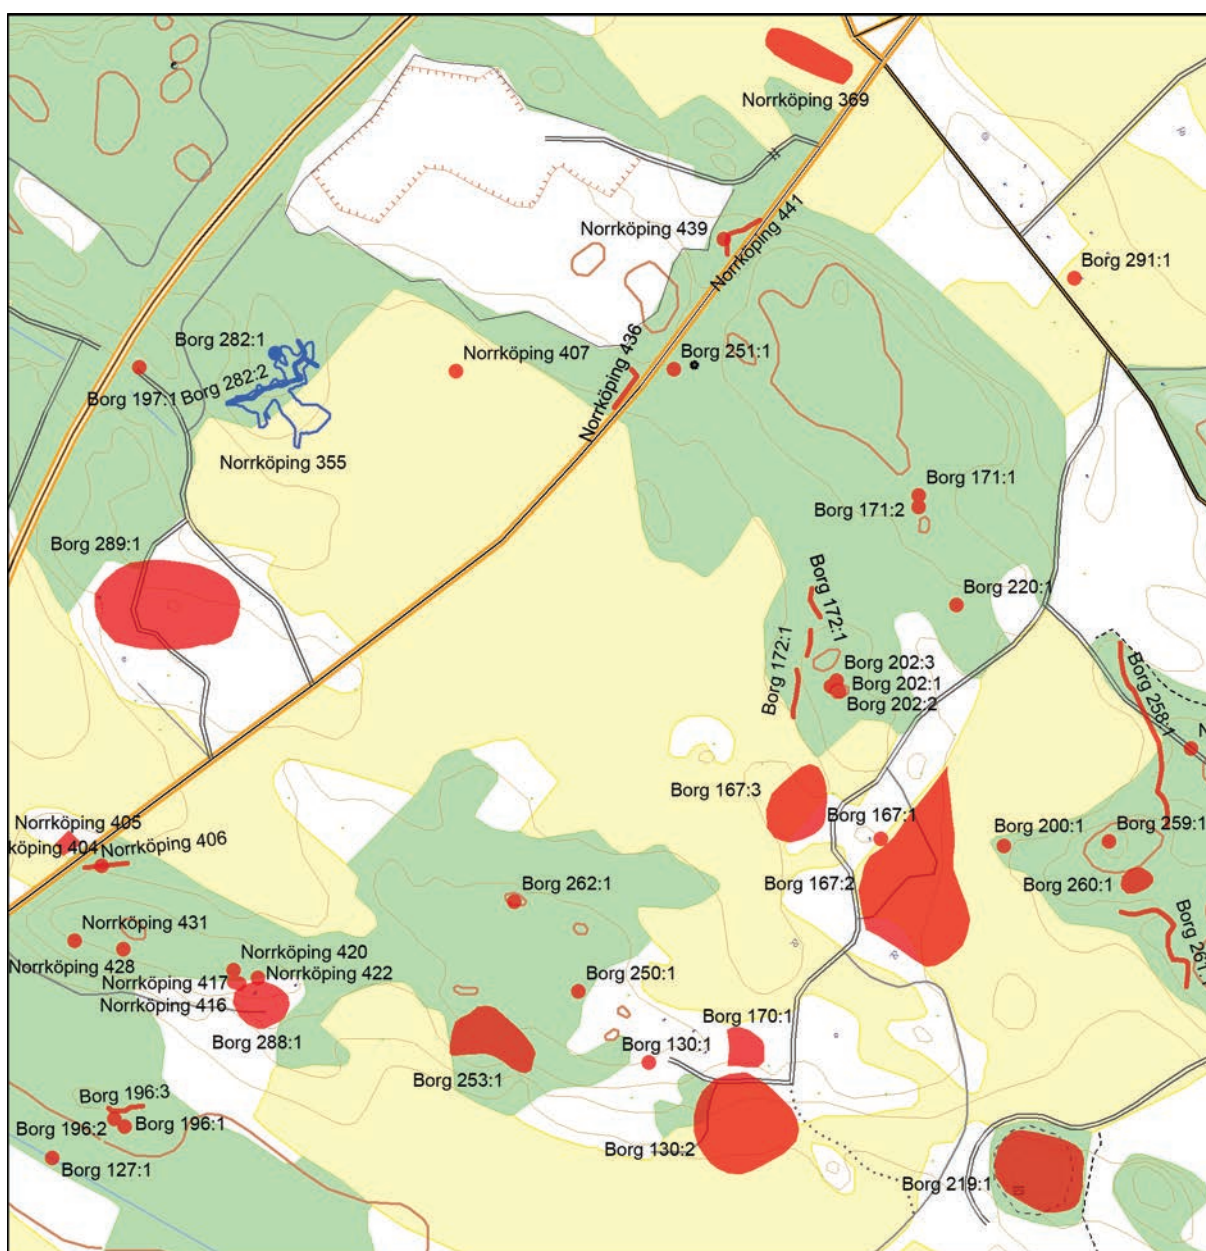 Norrköping 369
Norrköping 439
Norrköping 441
Borg 291:1
Borg 282:1
Norrköping 407
Norrköping 436
Borg 251:1
Borg 282:2
Borg 197:1
Norrköping 355
Borg 171:1
Borg 171:2
Borg 289:1
Borg 220:1
Borg 172:1
Borg 172:1
Borg 202:3
Borg 202:1
Borg 202:2
Borg 258:1
N
Borg 167:3
Borg 167:1
Norrköping 405
köping 404
Norrköping 406
Borg 200:1
Borg 259:1
Borg 167:2
Borg 260:1
Borg 262:1
Borg 261:1
Norrköping 431
Norrköping 428
Norrköping 420
Norrköping 417
Norrköping 422
Norrköping 416
Borg 250:1
Borg 288:1
Borg 170:1
Borg 130:1
Borg 253:1
Borg 196:3
Borg 196:2
Borg 196:1
Borg 130:2
Borg 127:1
Borg 219:1